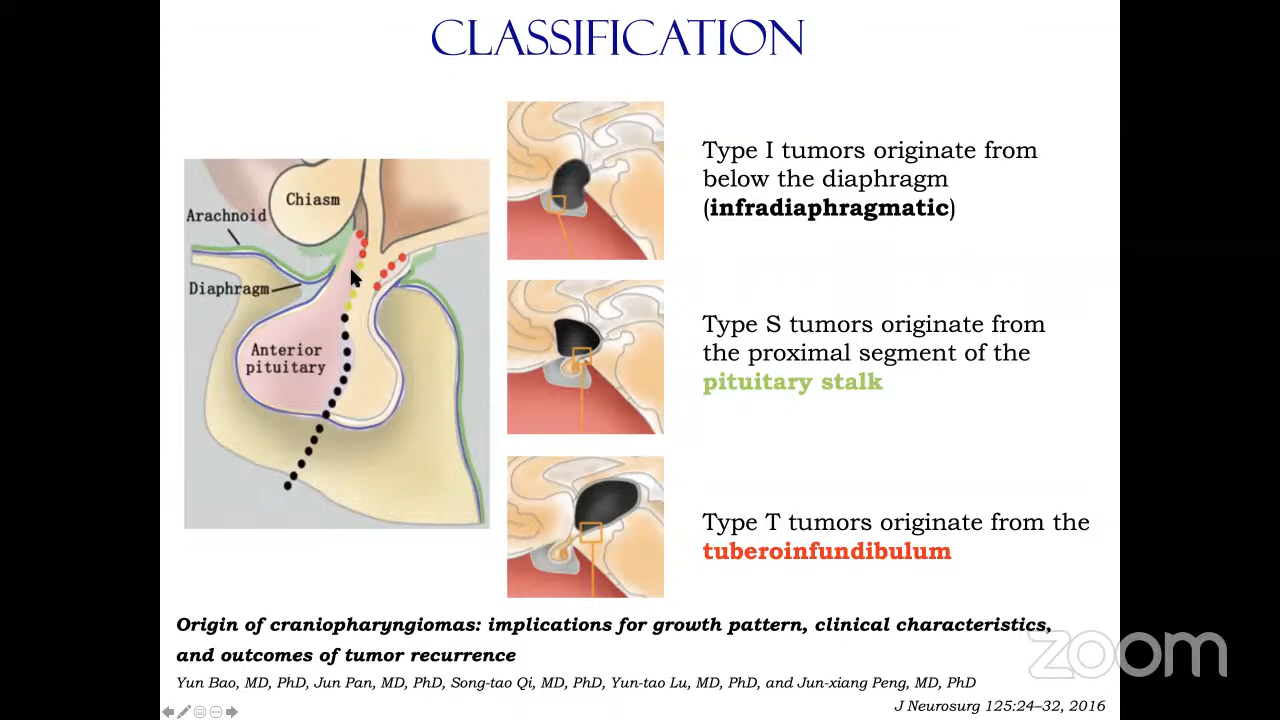 CLASSIFICATION
Chiasm
Arachnoid
Diaphragm
Anterior
pituitary
Type I tumors originate from
below the diaphragm
(infradiaphragmatic)
Type S tumors originate from
the proximal segment of the
pituitary stalk
Type T tumors originate from the
tuberoinfundibulum
Origin of craniopharyngiomas: implications for growth pattern, clinical characteristics,
and outcomes of tumor recurrence
Yun Bao, MD, PhD, Jun Pan, MD, PhD, Song-tao Qi, MD, PhD, Yun-tao Lu, MD, PhD, and Jun-xiang Peng, MD, PhD
J Neurosurg 125:24–32, 2016
zoom